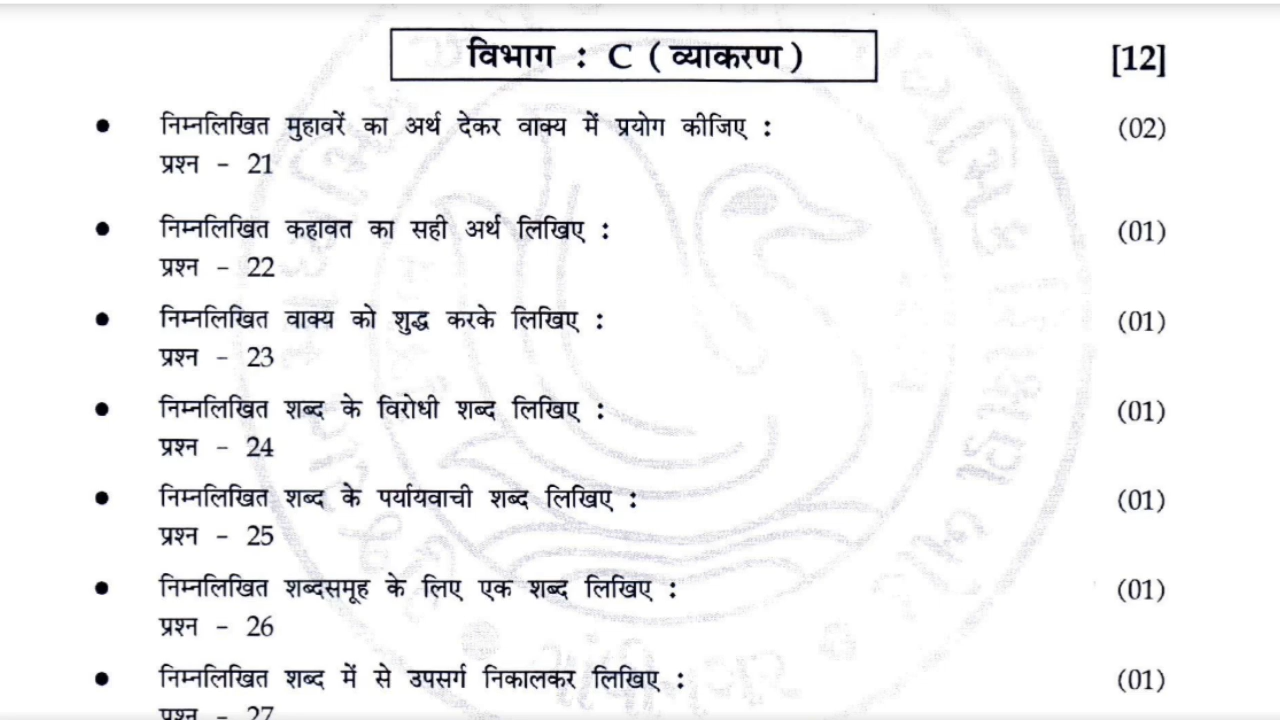 विभाग : C ( व्याकरण )
[12]
• निम्नलिखित मुहावरें का अर्थ देकर वाक्य में प्रयोग कीजिए : (02)
प्रश्न - 21
• निम्नलिखित कहावत का सही अर्थ लिखिए : (01)
प्रश्न - 22
• निम्नलिखित वाक्य को शुद्ध करके लिखिए : (01)
प्रश्न - 23
• निम्नलिखित शब्द के विरोधी शब्द लिखिए : (01)
प्रश्न - 24
• निम्नलिखित शब्द के पर्यायवाची शब्द लिखिए : (01)
प्रश्न - 25
• निम्नलिखित शब्दसमूह के लिए एक शब्द लिखिए : (01)
प्रश्न - 26
• निम्नलिखित शब्द में से उपसर्ग निकालकर लिखिए : (01)
प्रश्न - 27